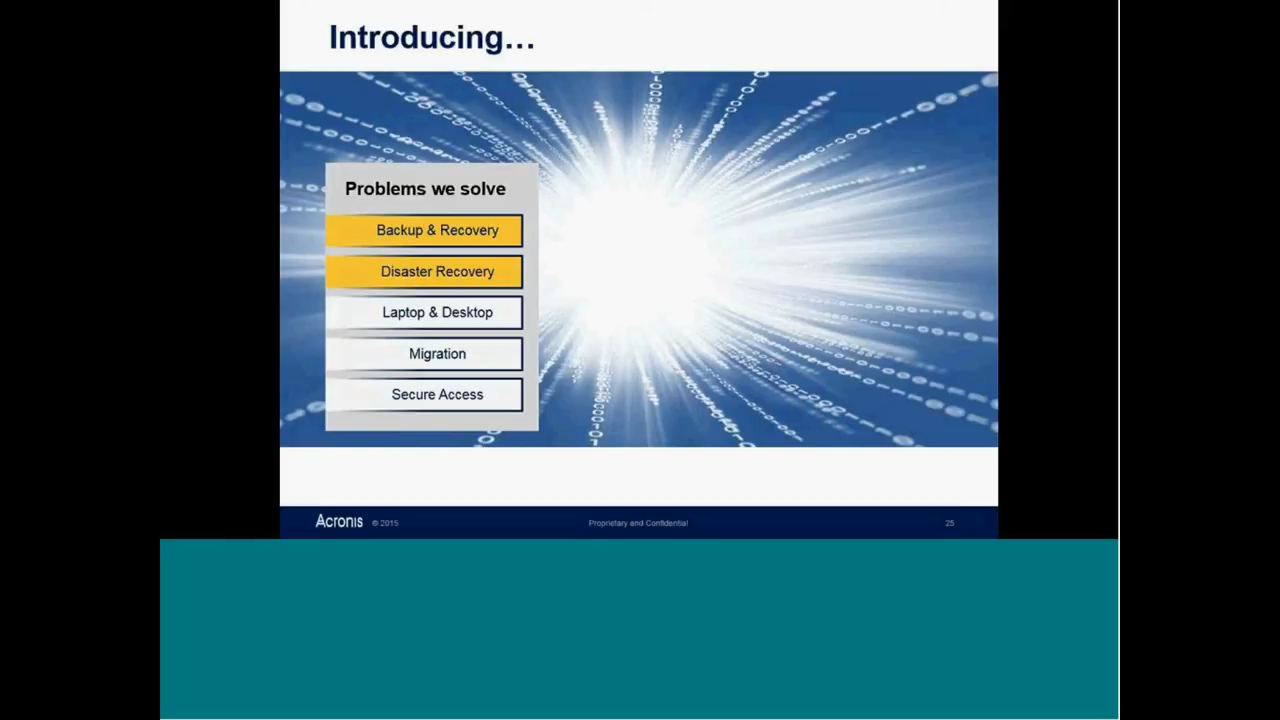 Introducing…
Problems we solve
Backup & Recovery
Disaster Recovery
Laptop & Desktop
Migration
Secure Access
Acronis © 2015 Proprietary and Confidential 25